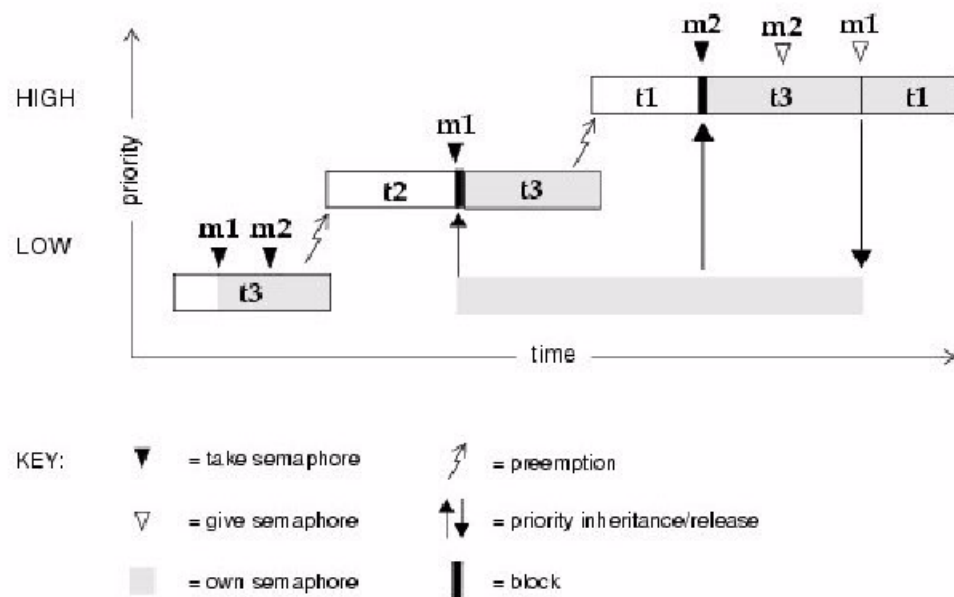 m2 m2 m1
HIGH t1 t3 t1
m1
priority
t2 t3
LOW m1 m2
t3
time
KEY: = take semaphore = preemption
= give semaphore = priority inheritance/release
= own semaphore = block